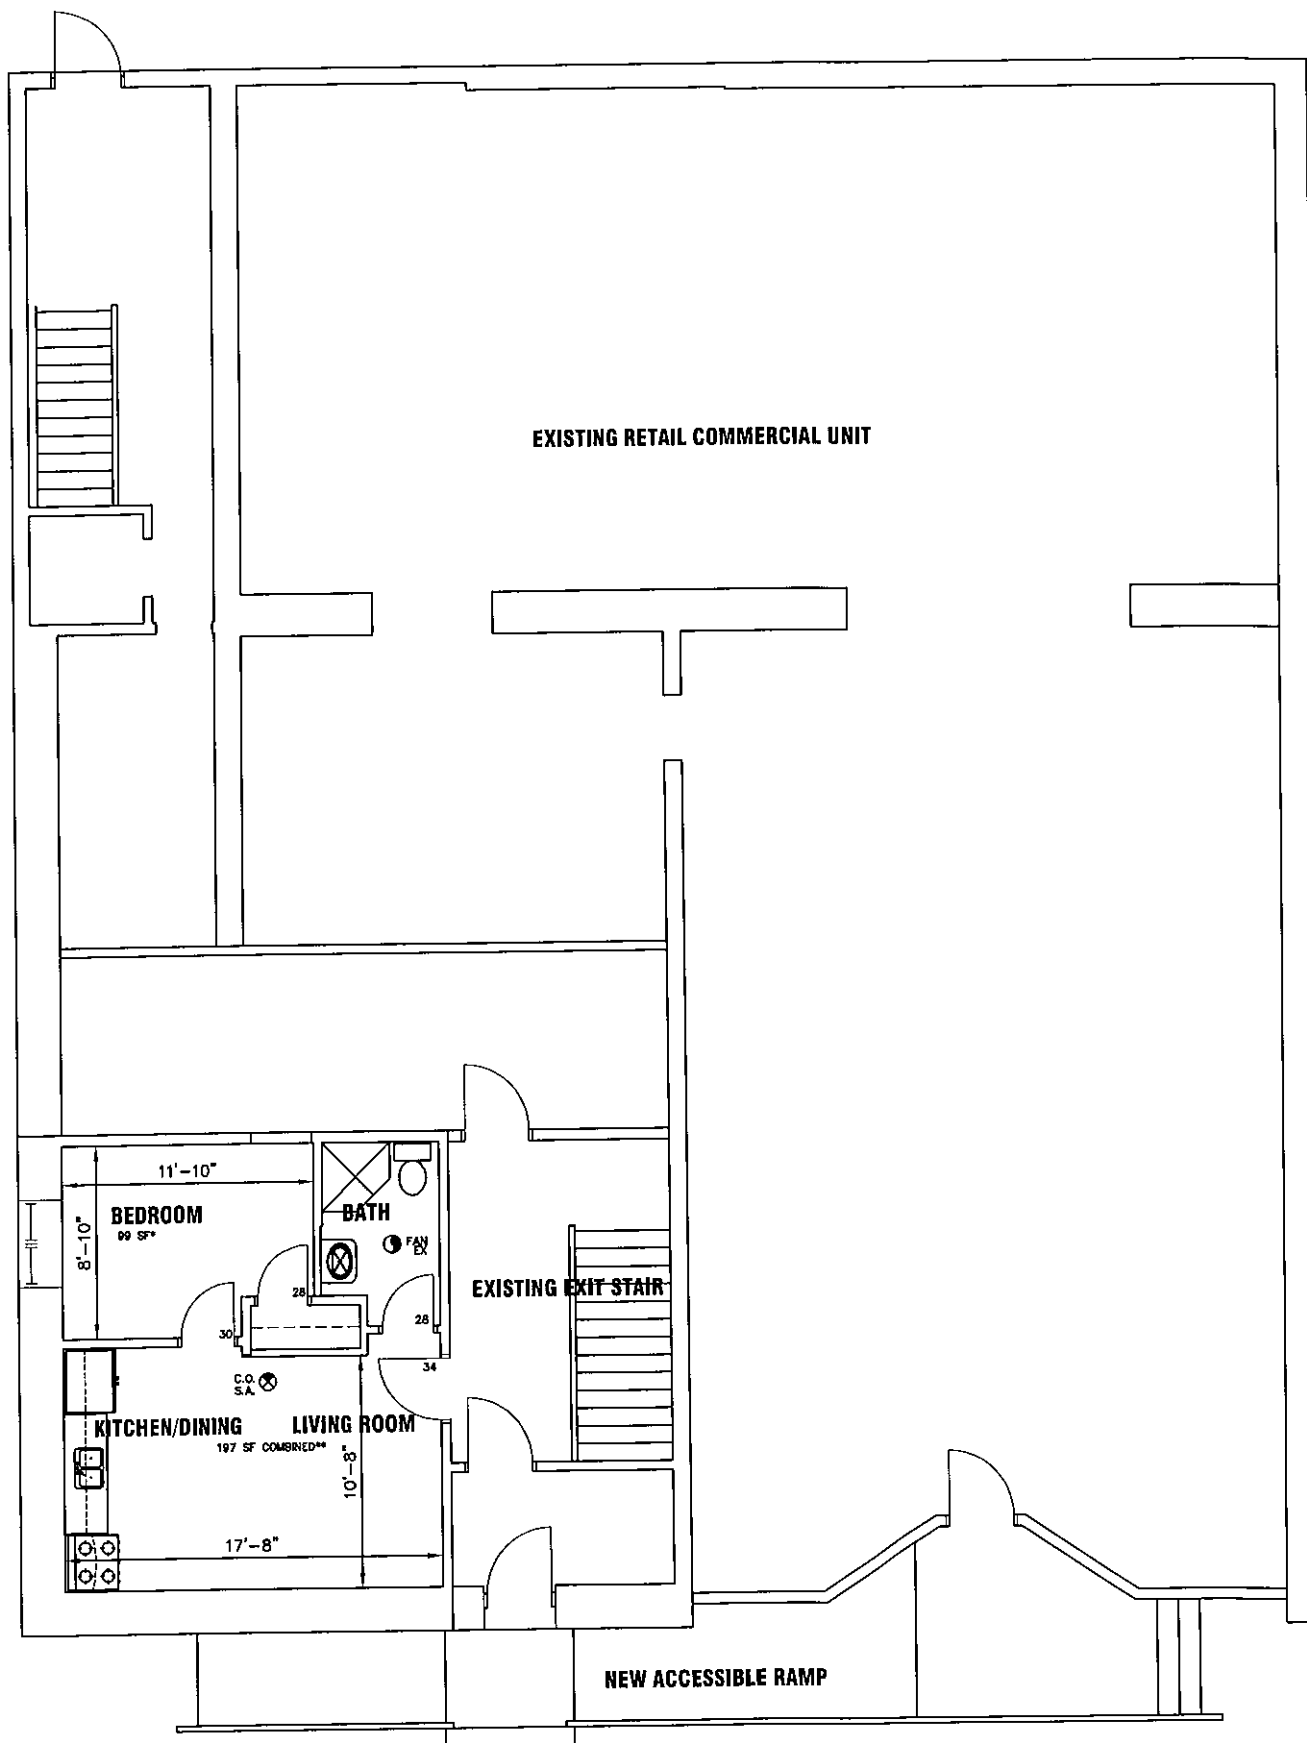 EXISTING RETAIL COMMERCIAL UNIT
11'-10"
BEDROOM
99 SF*
8'-10"
BATH
FAN
EX
EXISTING EXIT STAIR
28
28
30
34
C.O.
S.A.
KITCHEN/DINING
LIVING ROOM
197 SF COMBINED**
10'-8"
17'-8"
NEW ACCESSIBLE RAMP